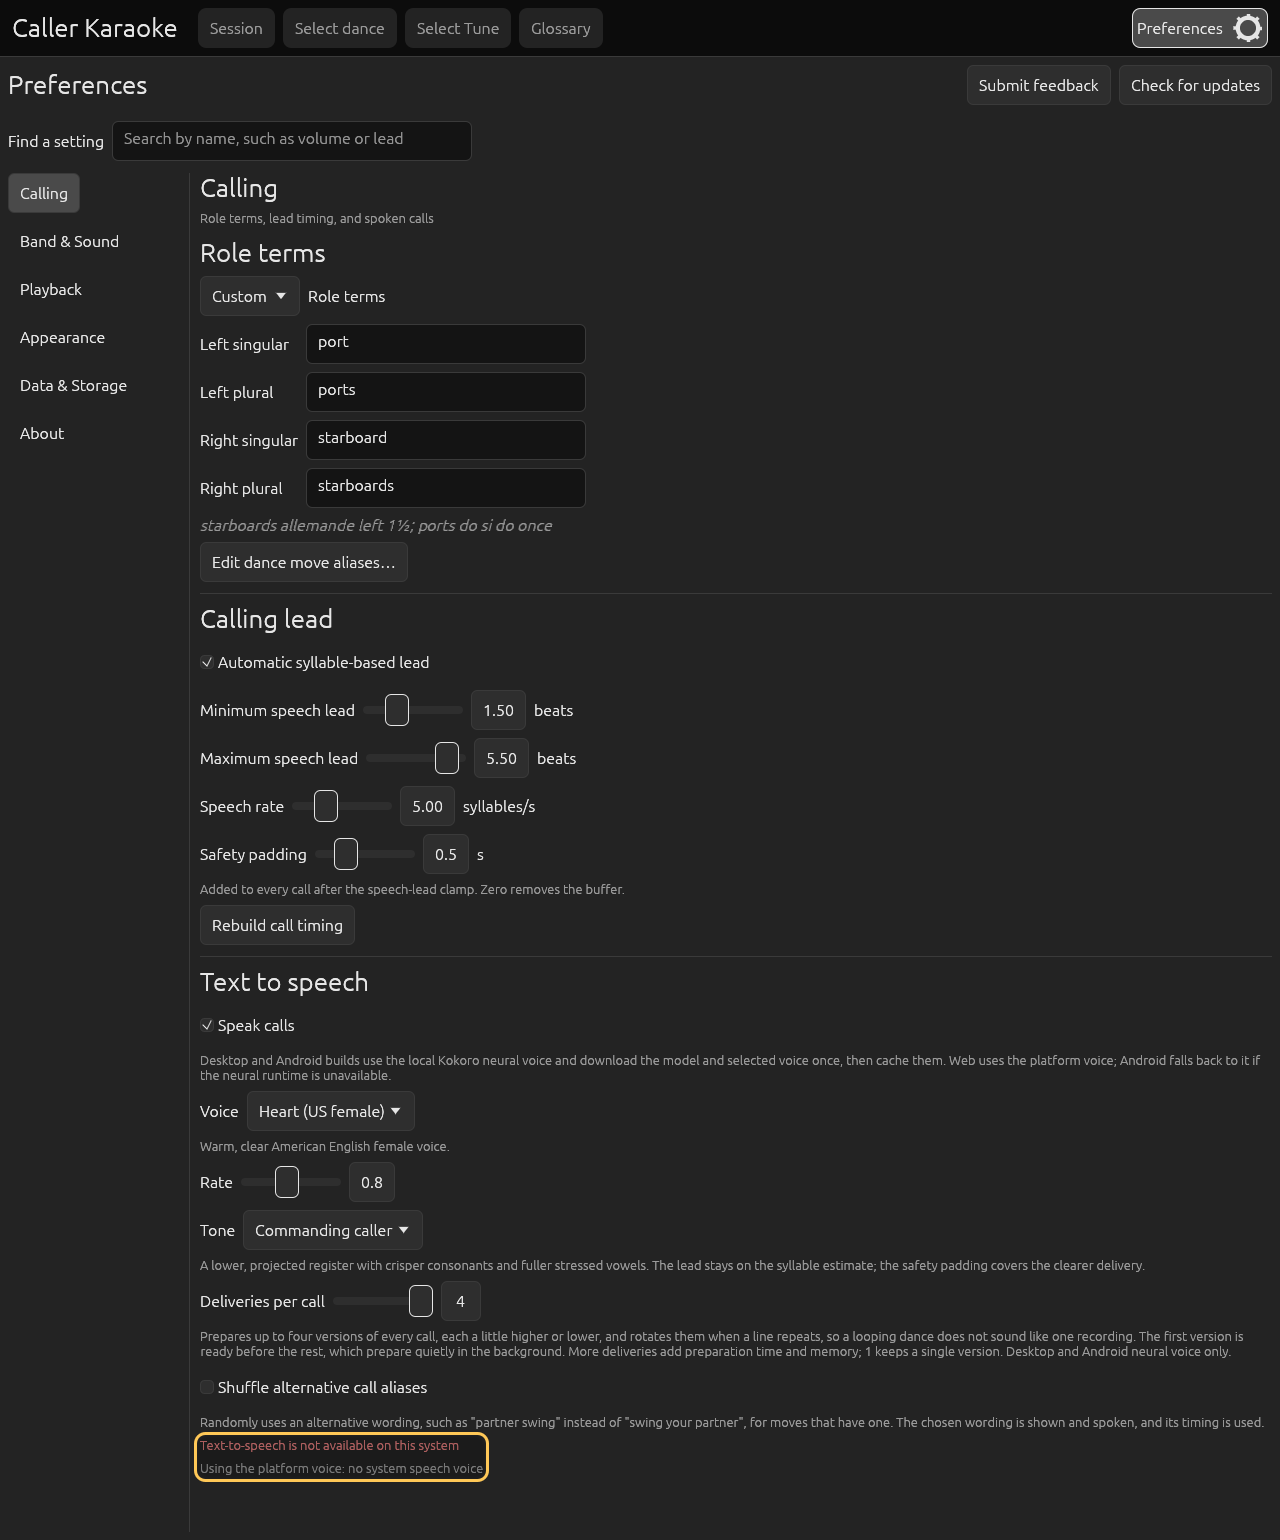 Caller Karaoke
Session
Select dance
Select Tune
Glossary
Preferences
Preferences
Submit feedback
Check for updates
Find a setting
Search by name, such as volume or lead
Calling
Band & Sound
Playback
Appearance
Data & Storage
About
Calling
Role terms, lead timing, and spoken calls
Role terms
Custom
Role terms
Left singular
port
Left plural
ports
Right singular
starboard
Right plural
starboards
starboards allemande left 1½; ports do si do once
Edit dance move aliases…
Calling lead
Automatic syllable-based lead
Minimum speech lead
1.50
beats
Maximum speech lead
5.50
beats
Speech rate
5.00
syllables/s
Safety padding
0.5
s
Added to every call after the speech-lead clamp. Zero removes the buffer.
Rebuild call timing
Text to speech
Speak calls
Desktop and Android builds use the local Kokoro neural voice and download the model and selected voice once, then cache them. Web uses the platform voice; Android falls back to it if
the neural runtime is unavailable.
Voice
Heart (US female)
Warm, clear American English female voice.
Rate
0.8
Tone
Commanding caller
A lower, projected register with crisper consonants and fuller stressed vowels. The lead stays on the syllable estimate; the safety padding covers the clearer delivery.
Deliveries per call
4
Prepares up to four versions of every call, each a little higher or lower, and rotates them when a line repeats, so a looping dance does not sound like one recording. The first version is
ready before the rest, which prepare quietly in the background. More deliveries add preparation time and memory; 1 keeps a single version. Desktop and Android neural voice only.
Shuffle alternative call aliases
Randomly uses an alternative wording, such as "partner swing" instead of "swing your partner", for moves that have one. The chosen wording is shown and spoken, and its timing is used.
Text-to-speech is not available on this system
Using the platform voice: no system speech voice